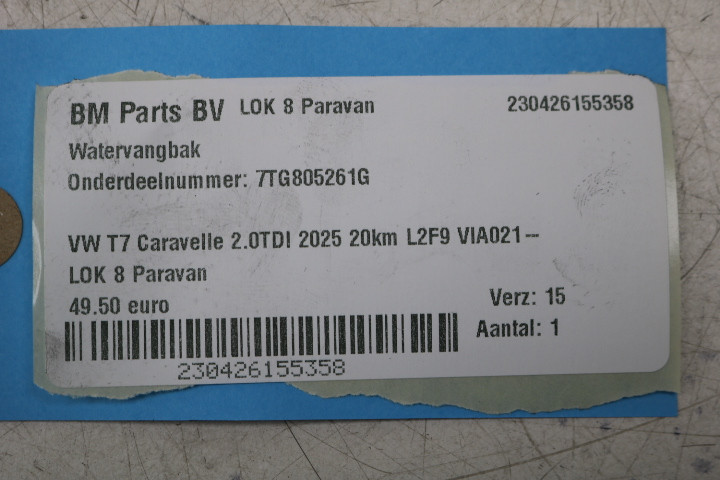 BM Parts BV LOK 8 Paravan 230426155358
Watervangbak
Onderdeelnummer: 7TG805261G
VW T7 Caravelle 2.0TDI 2025 20km L2F9 VIA021--
LOK 8 Paravan
49.50 euro Verz: 15
Aantal: 1
230426155358